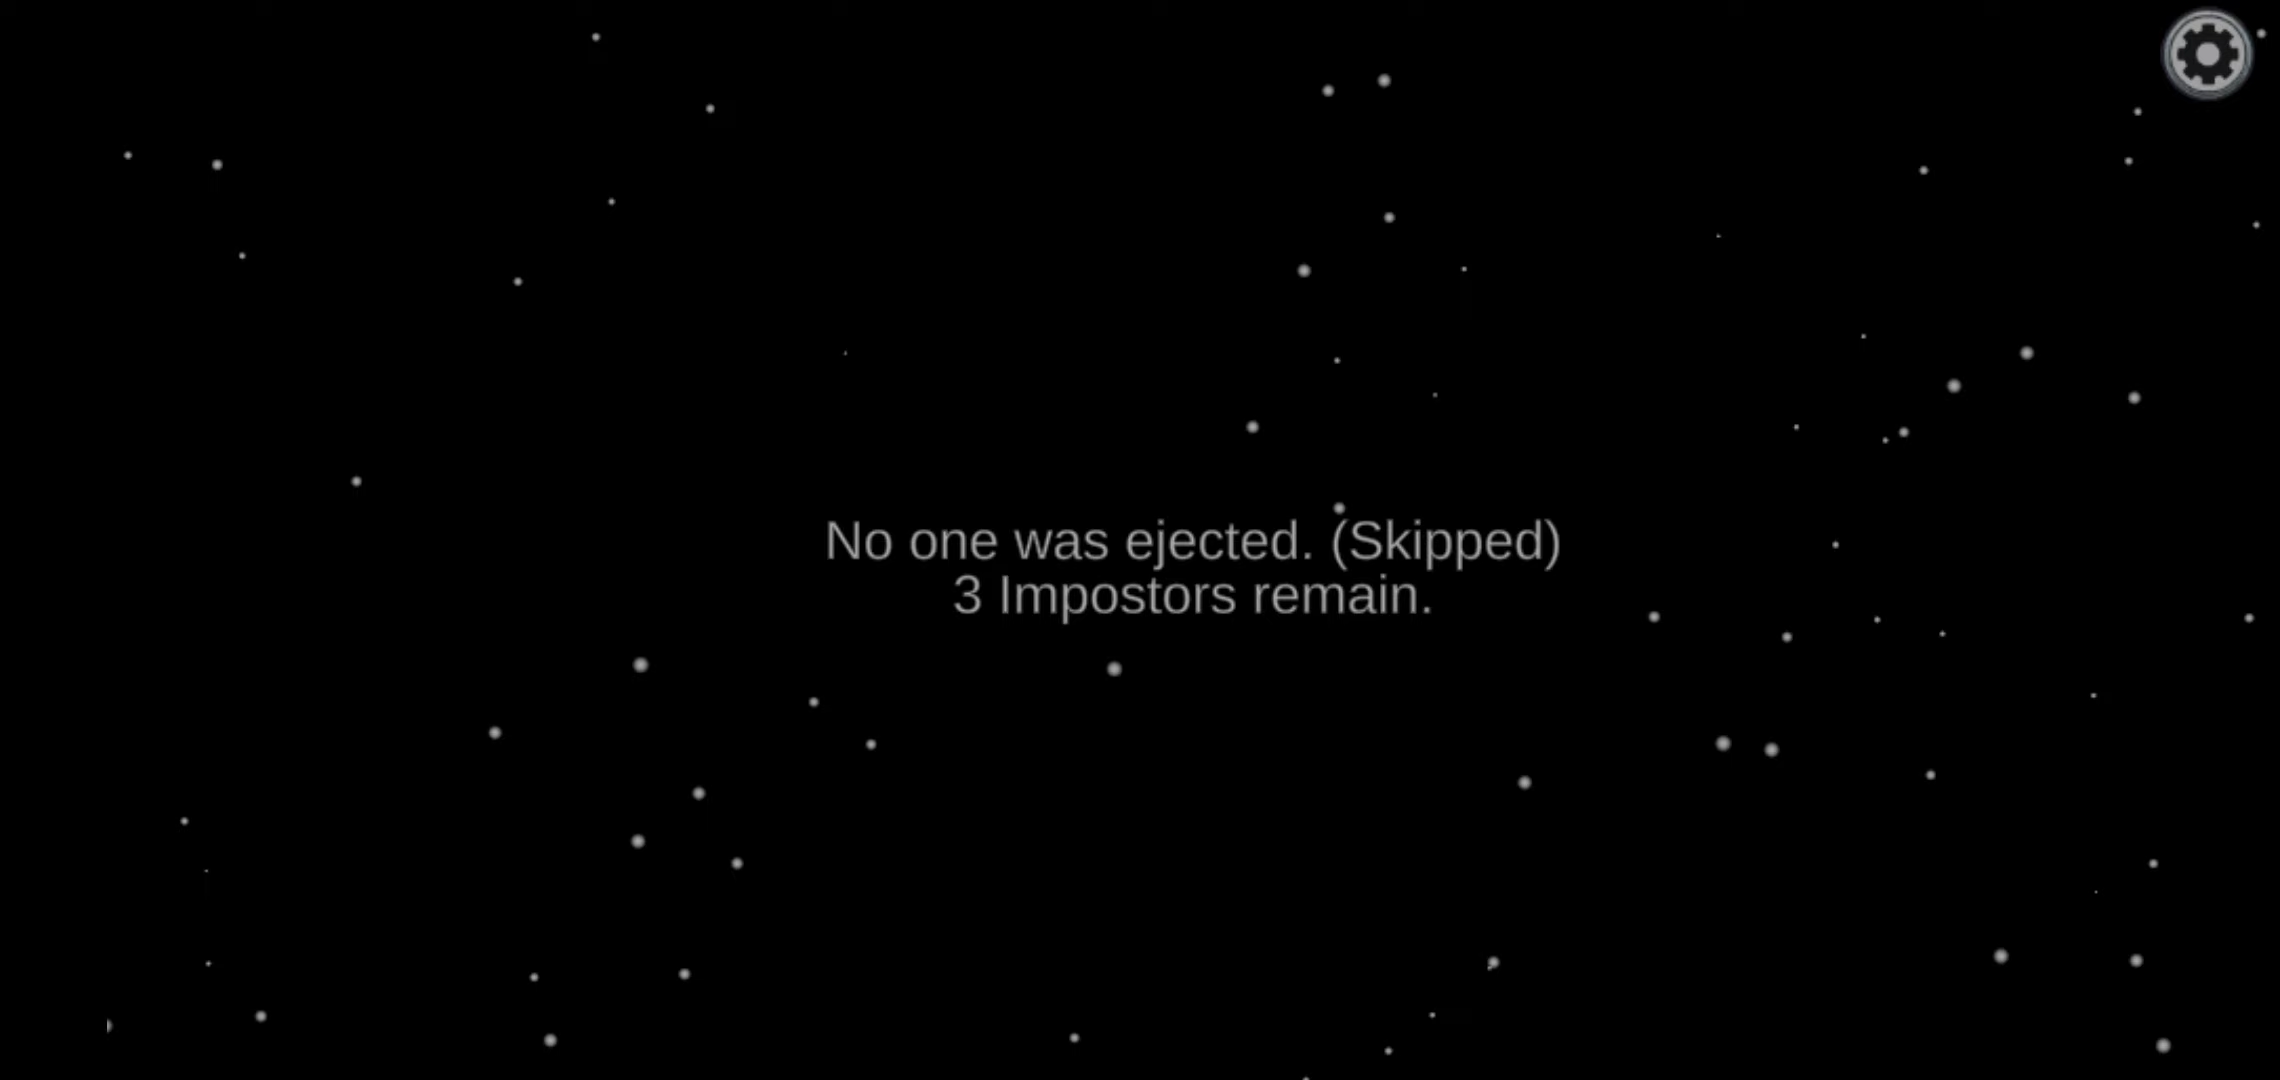 No one was ejected. (Skipped)
3 Impostors remain.